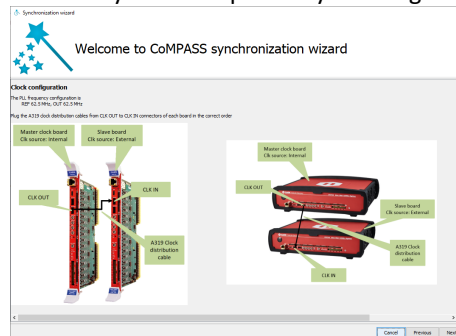 Synchronization wizard
Welcome to CoMPASS synchronization wizard
Clock configuration
The PLL frequency configuration is
REF 62.5 MHz, OUT 62.5 MHz
Plug the A319 clock distribution cables from CLK OUT to CLK IN connectors of each board in the correct order
Master clock board
Clk source: Internal
Slave board
Clk source: External
CLK OUT
CLK IN
A319 Clock
distribution
cable
Master clock board
Clk source: Internal
CLK OUT
Slave board
Clk source: External
A319 Clock
distribution
cable
CLK IN
Cancel
Previous
Next